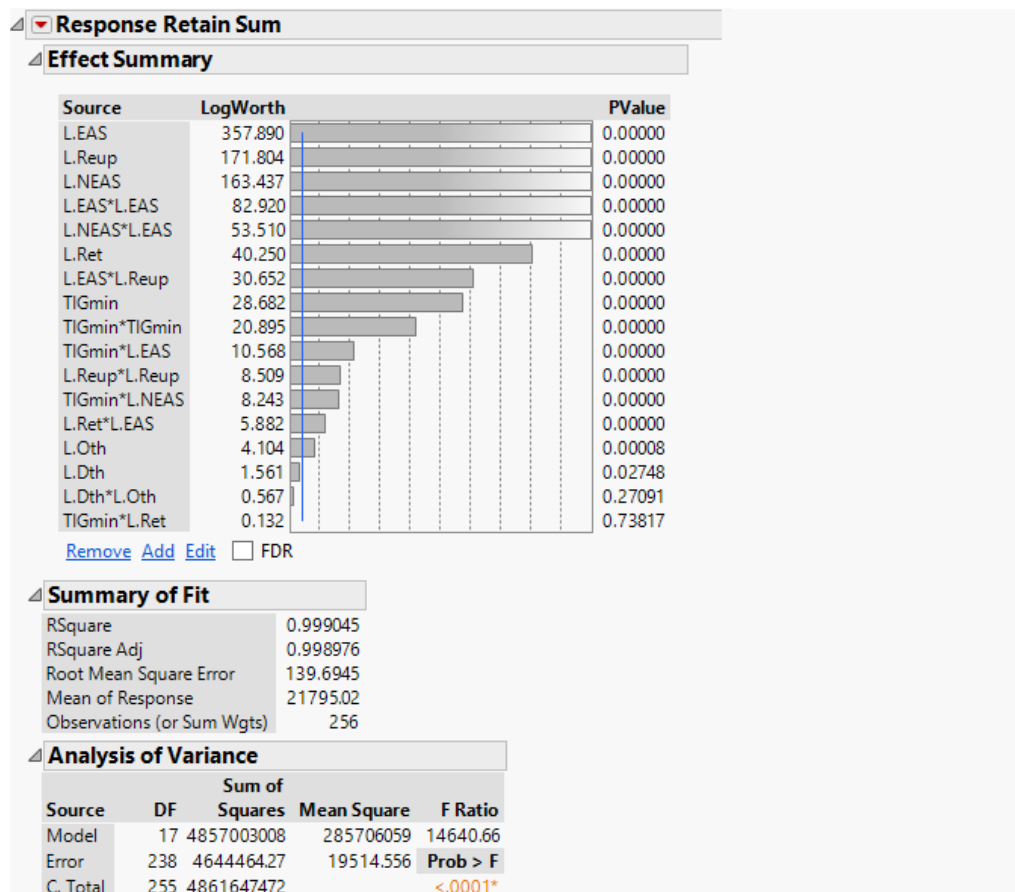 Response Retain Sum
Effect Summary
Source LogWorth PValue
L.EAS 357.890 0.00000
L.Reup 171.804 0.00000
L.NEAS 163.437 0.00000
L.EAS*L.EAS 82.920 0.00000
L.NEAS*L.EAS 53.510 0.00000
L.Ret 40.250 0.00000
L.EAS*L.Reup 30.652 0.00000
TIGmin 28.682 0.00000
TIGmin*TIGmin 20.895 0.00000
TIGmin*L.EAS 10.568 0.00000
L.Reup*L.Reup 8.509 0.00000
TIGmin*L.NEAS 8.243 0.00000
L.Ret*L.EAS 5.882 0.00000
L.Oth 4.104 0.00008
L.Dth 1.561 0.02748
L.Dth*L.Oth 0.567 0.27091
TIGmin*L.Ret 0.132 0.73817
Remove Add Edit FDR
Summary of Fit
RSquare 0.999045
RSquare Adj 0.998976
Root Mean Square Error 139.6945
Mean of Response 21795.02
Observations (or Sum Wgts) 256
Analysis of Variance
Sum of
Source DF Squares Mean Square F Ratio
Model 17 4857003008 285706059 14640.66
Error 238 4644464.27 19514.556 Prob > F
C. Total 255 4861647472 <.0001*